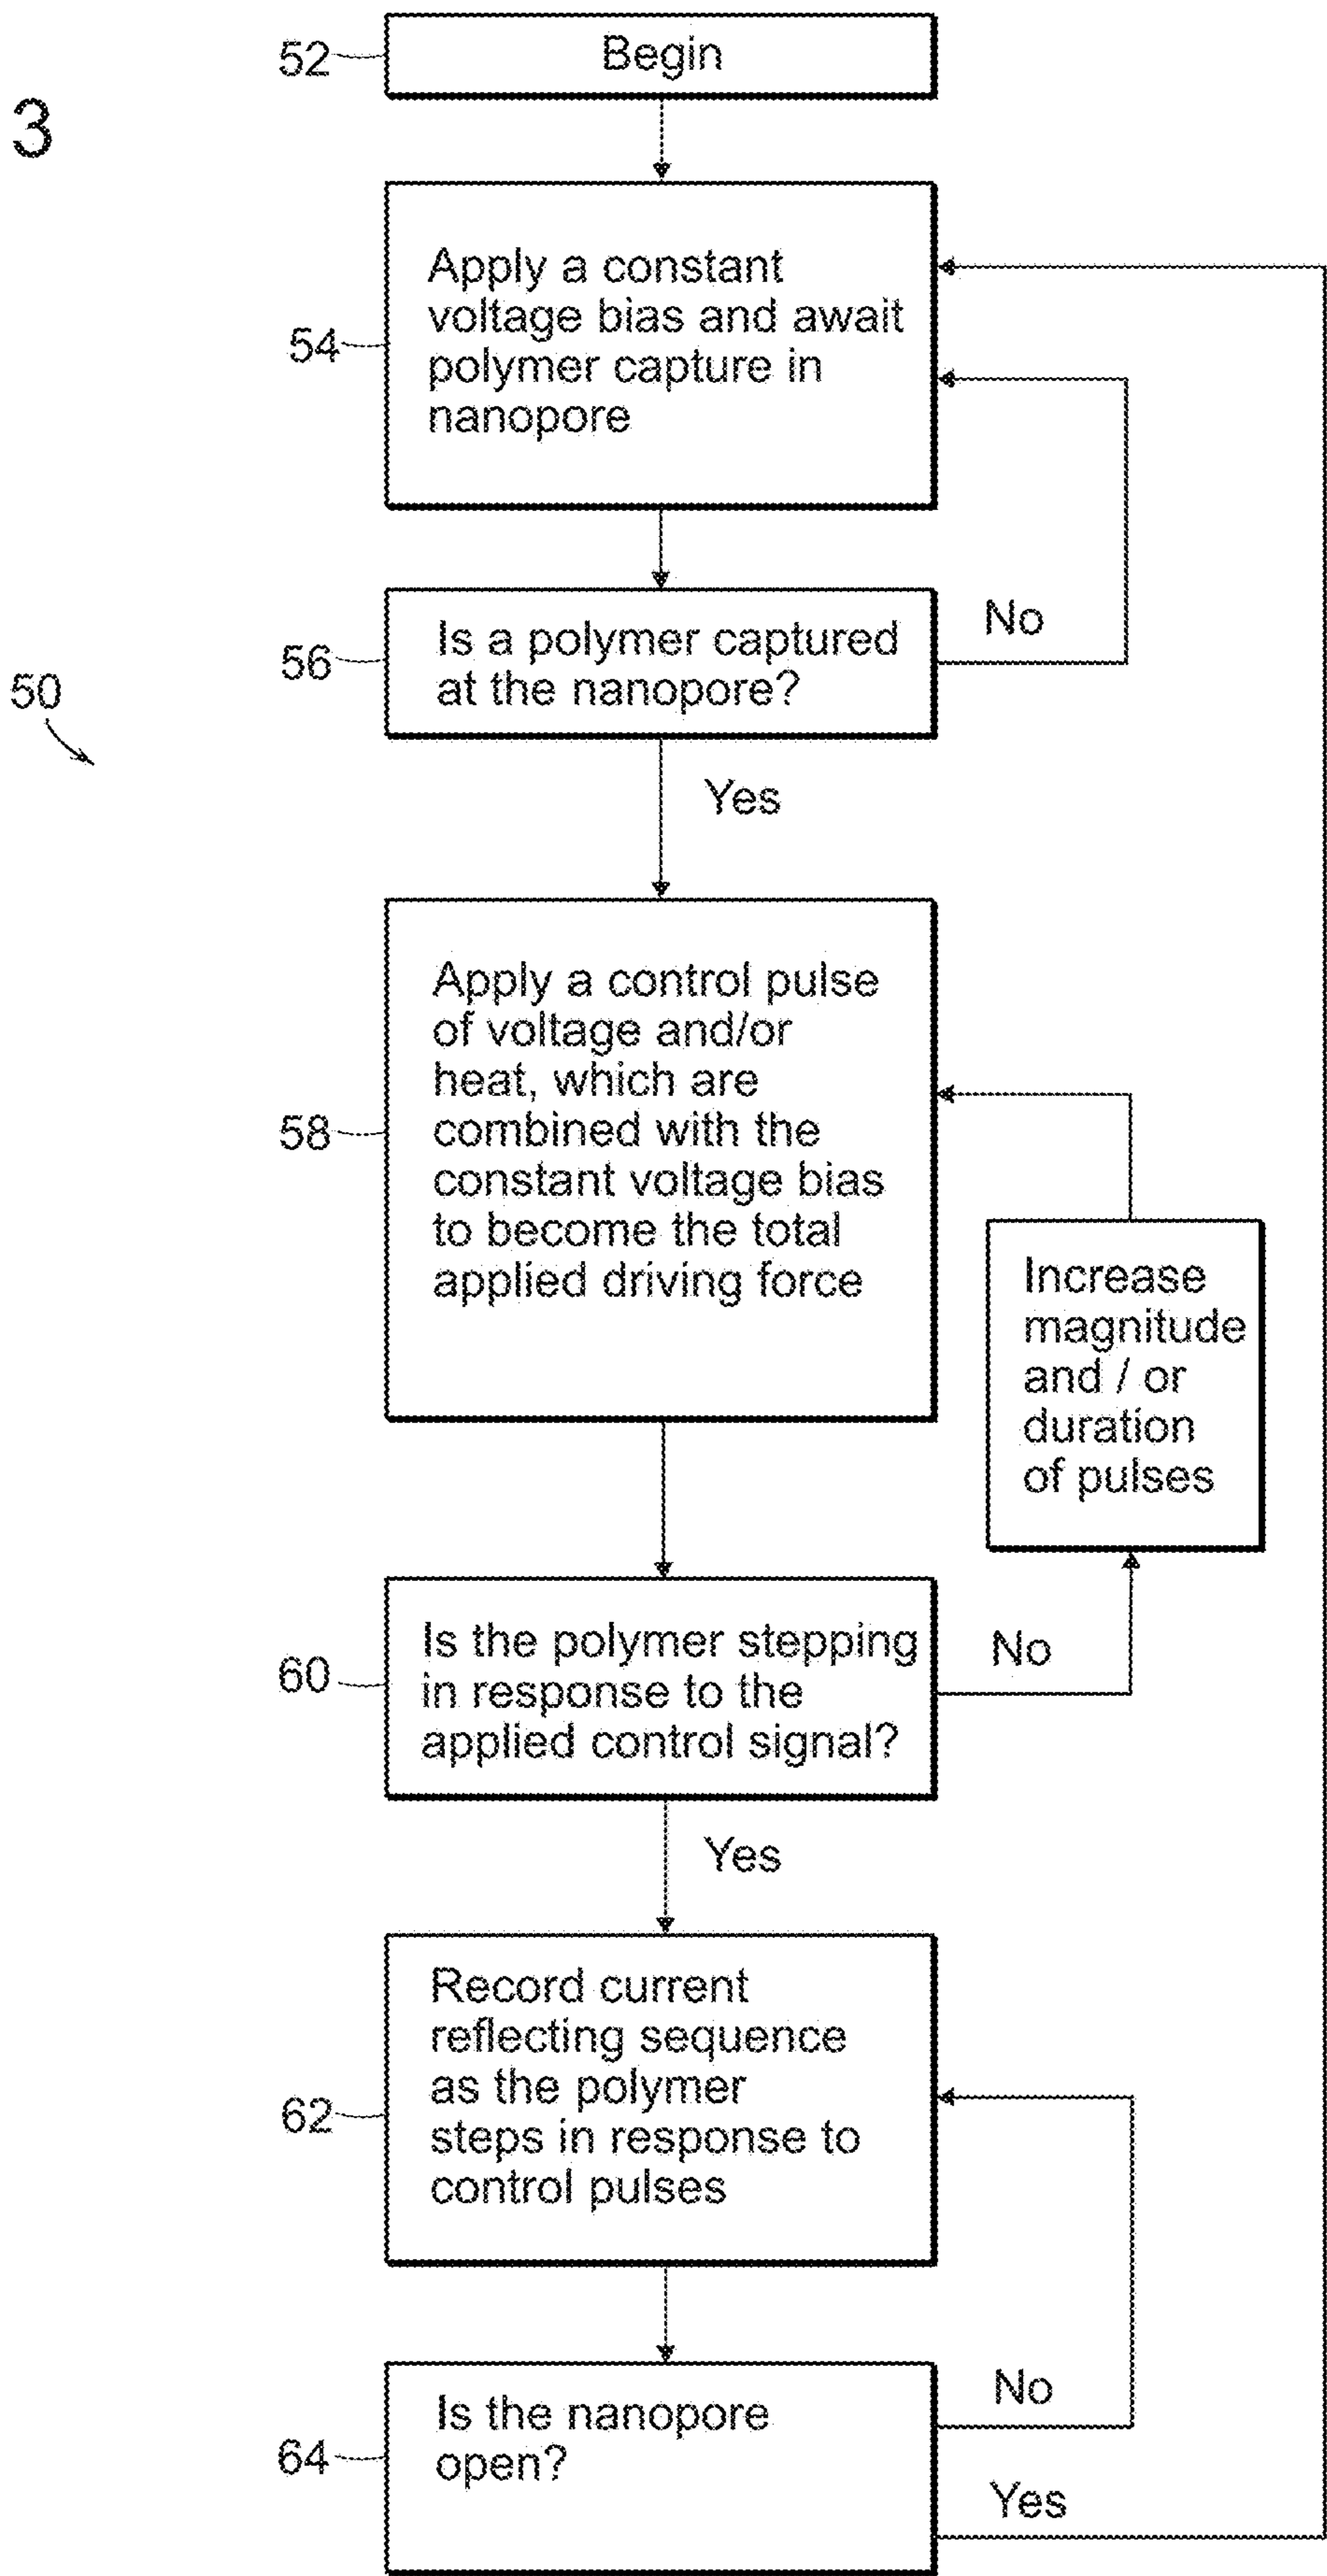 52
Begin
3
Apply a constant
voltage bias and await
polymer capture in
nanopore
54
Is a polymer captured
at the nanopore?
56
No
50
Yes
Apply a control pulse
of voltage and/or
heat, which are
combined with the
constant voltage bias
to become the total
applied driving force
58
Increase
magnitude
and / or
duration
of pulses
Is the polymer stepping
in response to the
applied control signal?
60
No
Yes
Record current
reflecting sequence
as the polymer
steps in response to
control pulses
62
Is the nanopore
open?
64
No
Yes